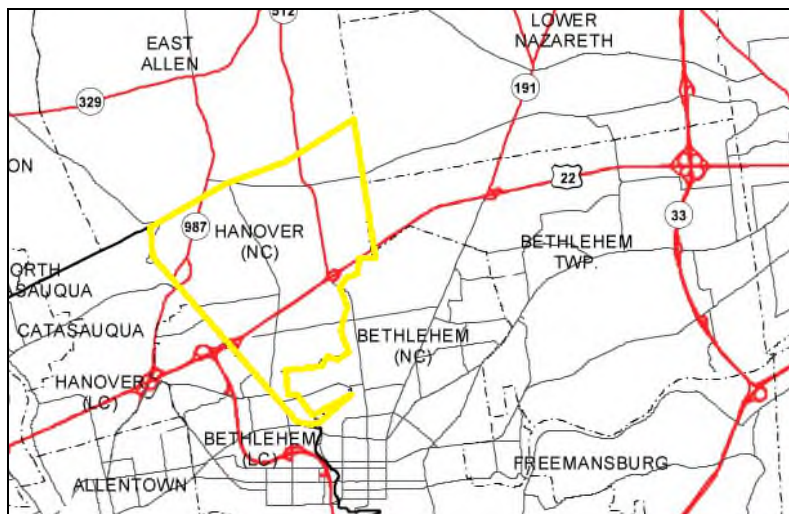 512
LOWER
NAZARETH
EAST
ALLEN
329
191
ON
22
987
HANOVER
(NC)
33
BETHLEHEM
TWP.
ORTH
ASAUQUA
CATASAUQUA
BETHLEHEM
(NC)
HANOVER
(LC)
BETHLEHEM
(LC)
FREEMANSBURG
ALLENTOWN